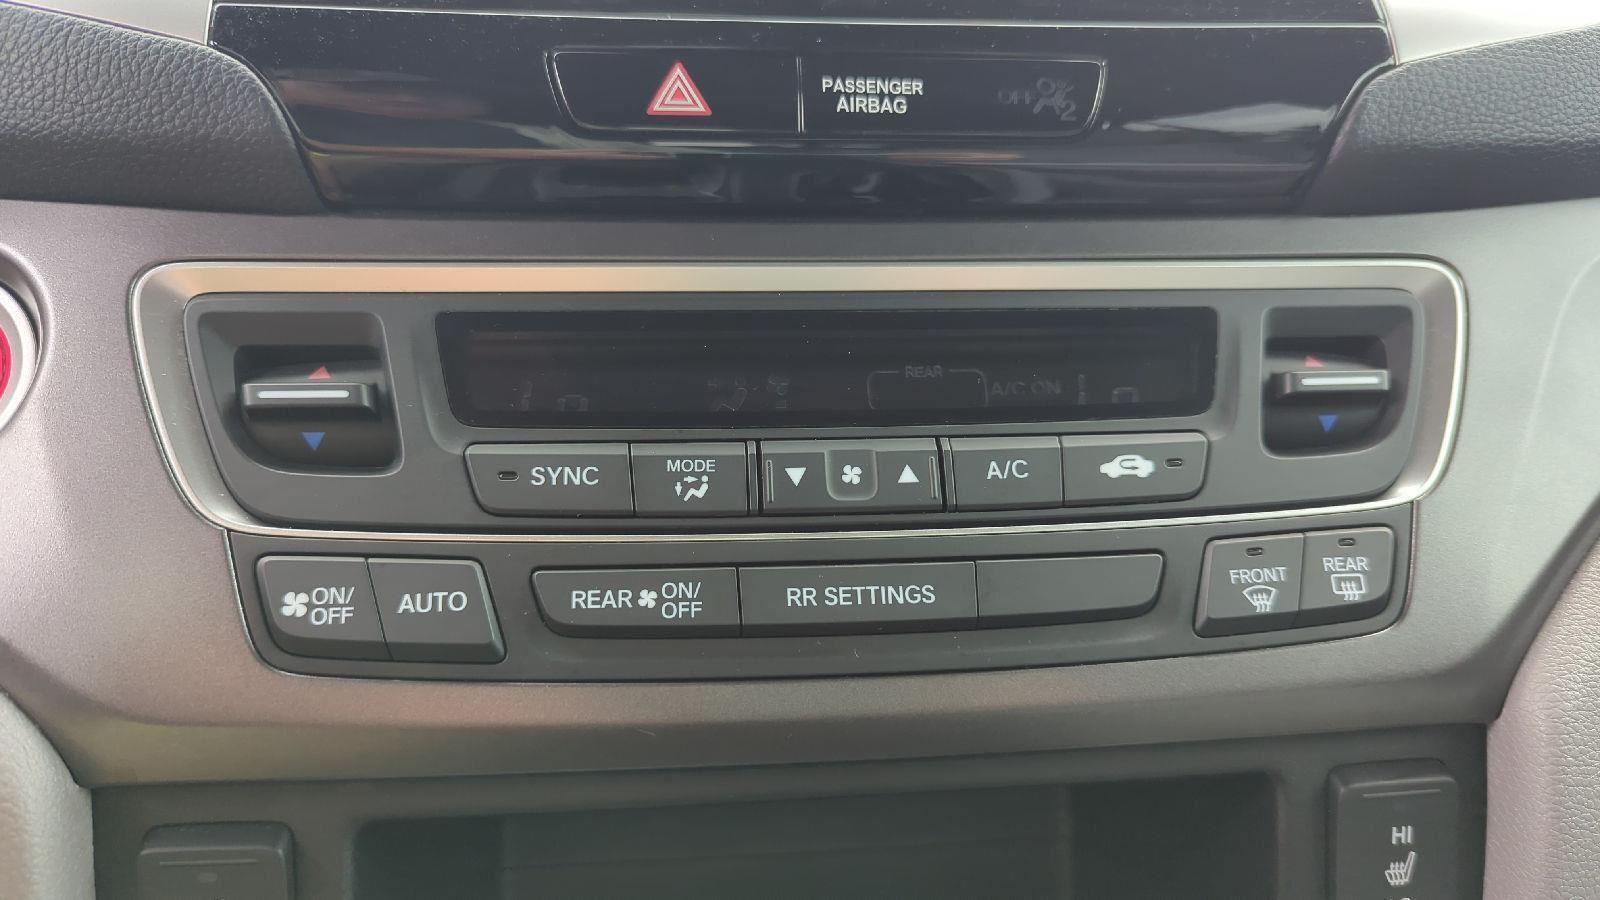 PASSENGER
AIRBAG
OFF
2
REAR
A/C ON
SYNC
MODE
A/C
ON/
OFF
AUTO
REAR ON/
OFF
RR SETTINGS
FRONT
REAR
HI